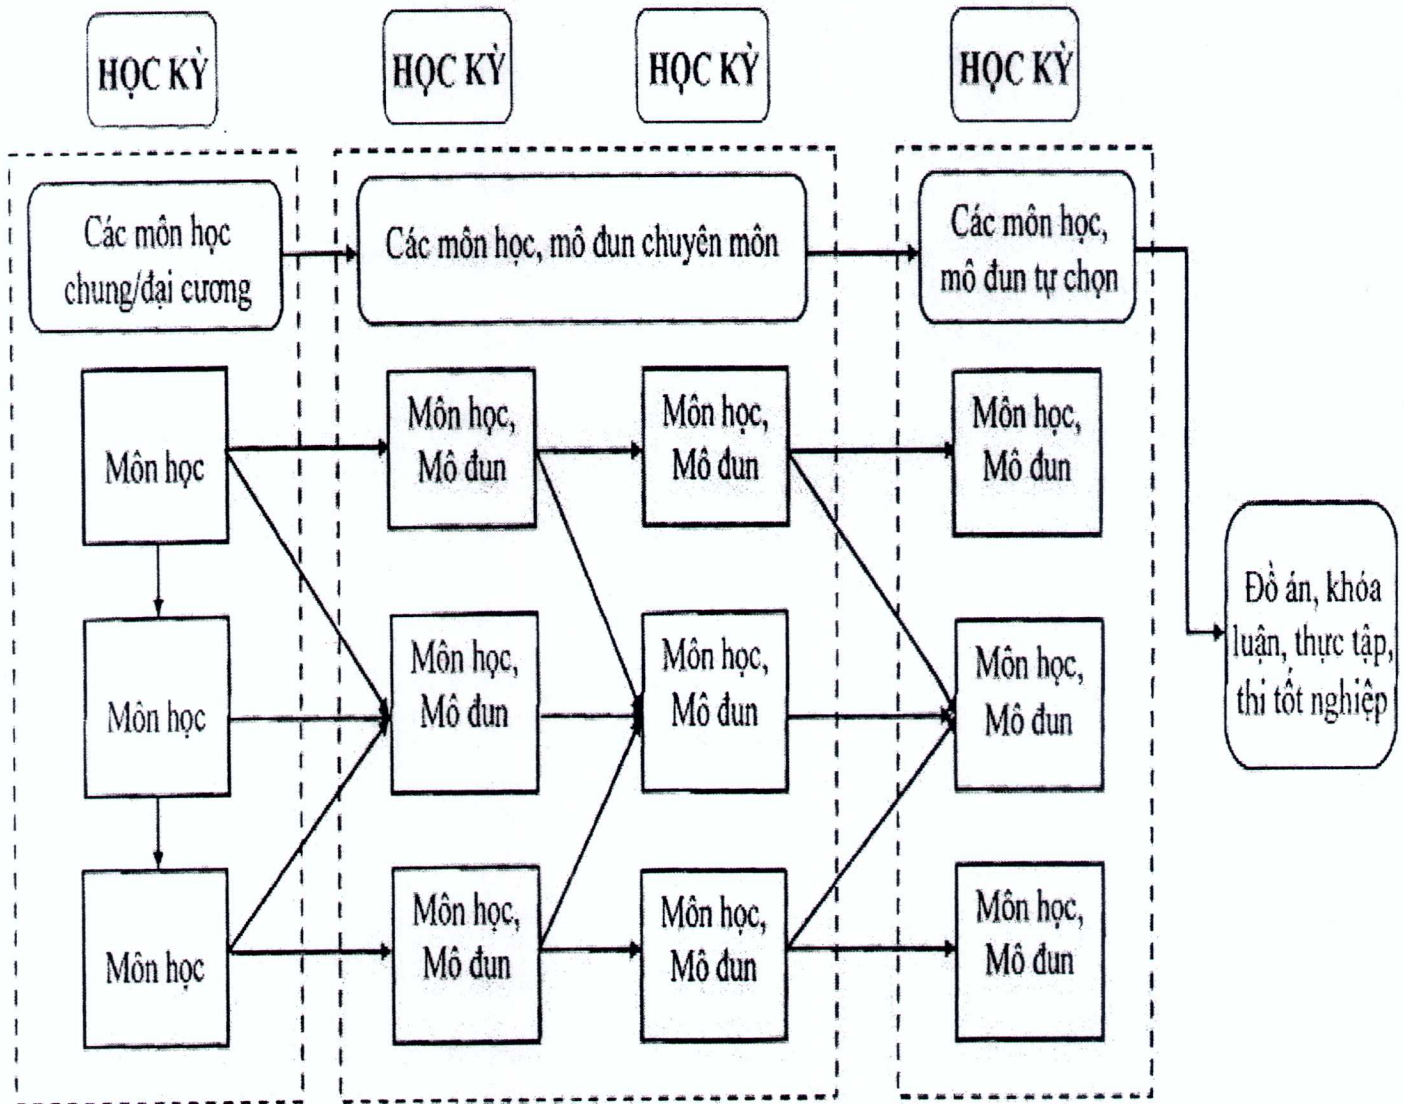 HỌC KỲ
HỌC KỲ
HỌC KỲ
HỌC KỲ
Các môn học
chung/đại cương
Các môn học, mô đun chuyên môn
Các môn học,
mô đun tự chọn
Môn học
Môn học,
Mô đun
Môn học,
Mô đun
Môn học,
Mô đun
Môn học
Môn học,
Mô đun
Môn học,
Mô đun
Môn học,
Mô đun
Đồ án, khóa
luận, thực tập,
thi tốt nghiệp
Môn học
Môn học,
Mô đun
Môn học,
Mô đun
Môn học,
Mô đun